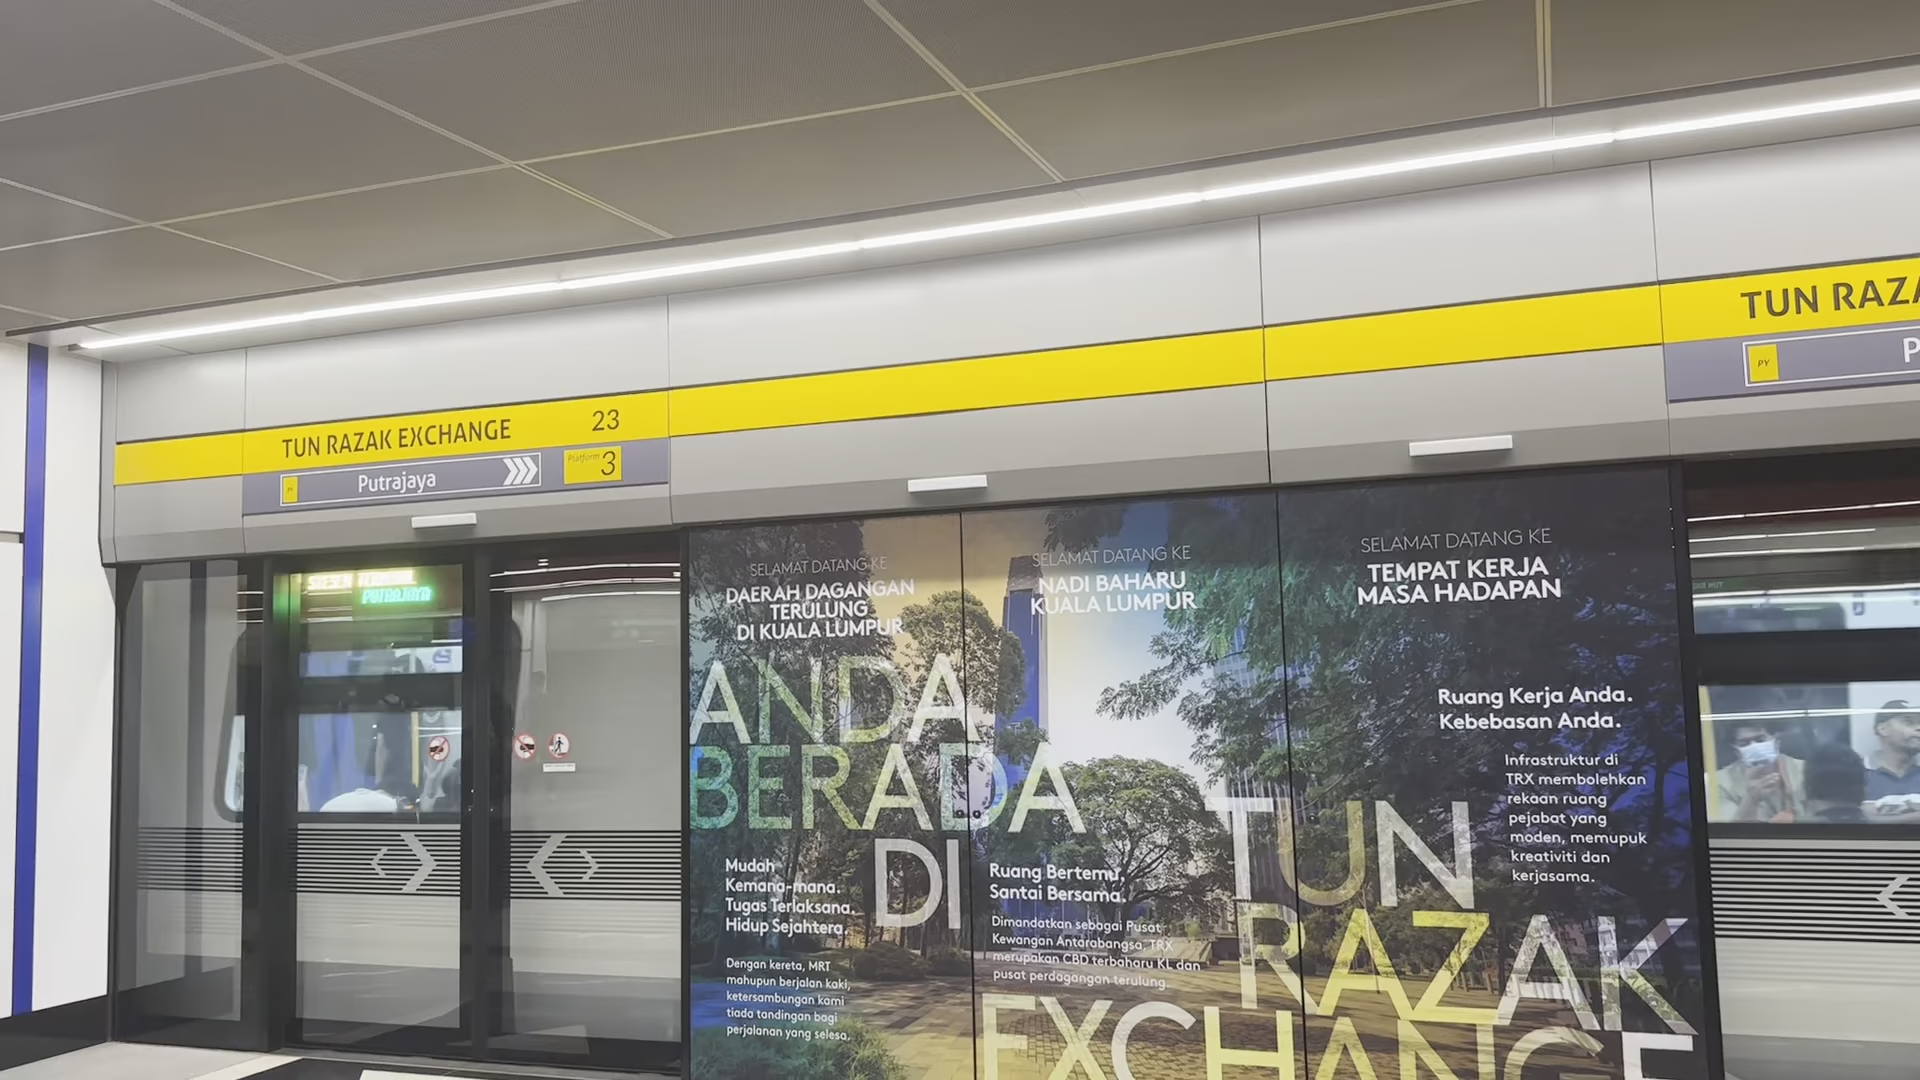 TUN RAZAK EXCHANGE 23
Putrajaya
Platform 3
TUN RAZA
PY
P
PUTRAJAYA
SELAMAT DATANG KE
DAERAH DAGANGAN
TERULUNG
DI KUALA LUMPUR
SELAMAT DATANG KE
NADI BAHARU
KUALA LUMPUR
SELAMAT DATANG KE
TEMPAT KERJA
MASA HADAPAN
ANDA
BERADA
DI
TUN
RAZAK
EXCHANGE
Mudah
Kemana-mana.
Tugas Terlaksana.
Hidup Sejahtera.
Dengan kereta, MRT
mahupun berjalan kaki,
ketersambungan kami
tiada tandingan bagi
perjalanan yang selesa.
Ruang Bertemu,
Santai Bersama.
Dimandatkan sebagai Pusat
Kewangan Antarabangsa, TRX
merupakan CBD terbaharu KL dan
pusat perdagangan terulung.
Ruang Kerja Anda.
Kebebasan Anda.
Infrastruktur di
TRX membolehkan
rekaan ruang
pejabat yang
moden, memupuk
kreativiti dan
kerjasama.